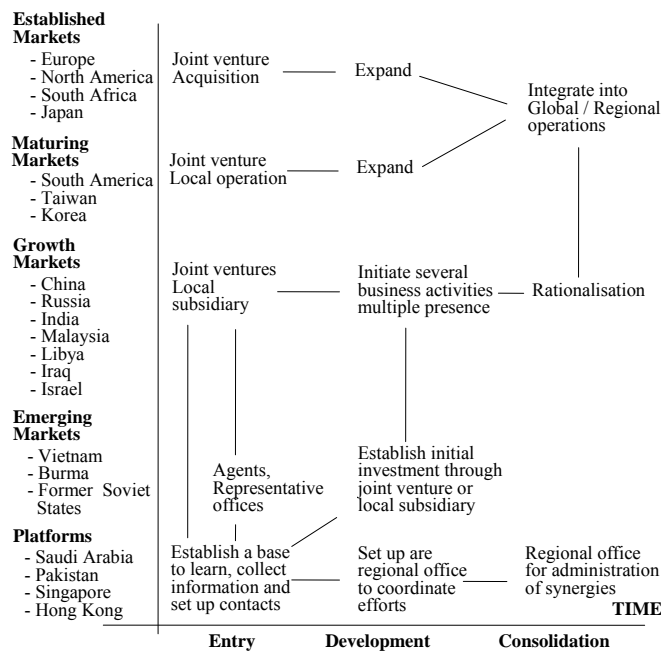 Established
Markets
- Europe
- North America
- South Africa
- Japan
Joint venture
Acquisition
Expand
Integrate into
Global / Regional
operations
Maturing
Markets
- South America
- Taiwan
- Korea
Joint venture
Local operation
Expand
Growth
Markets
- China
- Russia
- India
- Malaysia
- Libya
- Iraq
- Israel
Joint ventures
Local
subsidiary
Initiate several
business activities
multiple presence
Rationalisation
Emerging
Markets
- Vietnam
- Burma
- Former Soviet
States
Agents,
Representative
offices
Establish initial
investment through
joint venture or
local subsidiary
Platforms
- Saudi Arabia
- Pakistan
- Singapore
- Hong Kong
Establish a base
to learn, collect
information and
set up contacts
Set up are
regional office
to coordinate
efforts
Regional office
for administration
of synergies
TIME
Entry
Development
Consolidation